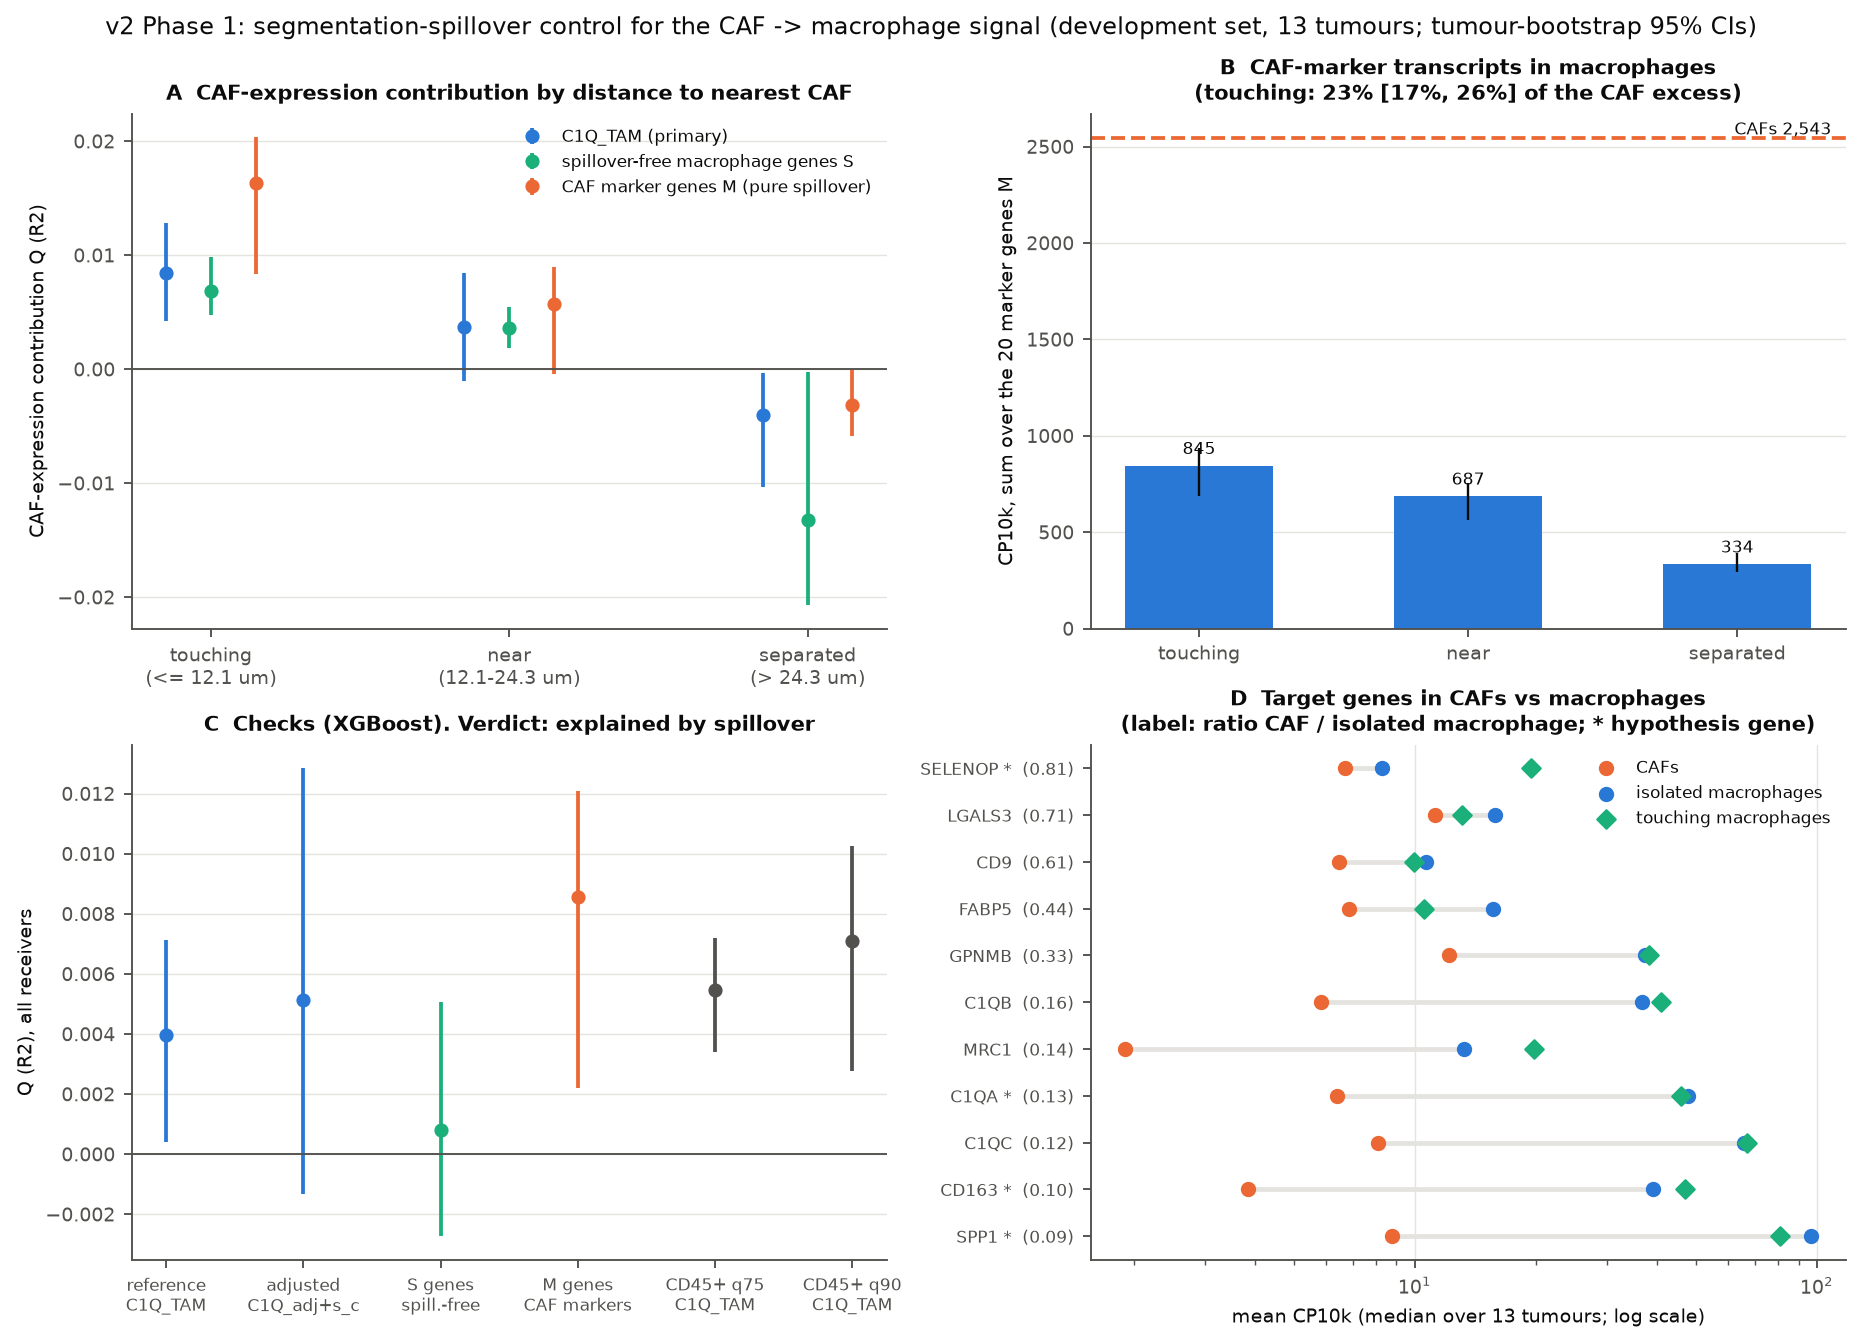 v2 Phase 1: segmentation-spillover control for the CAF -> macrophage signal (development set, 13 tumours; tumour-bootstrap 95% CIs)
A  CAF-expression contribution by distance to nearest CAF
CAF-expression contribution Q (R2)
0.02
0.01
0.00
−0.01
−0.02
C1Q_TAM (primary)
spillover-free macrophage genes S
CAF marker genes M (pure spillover)
touching
(<= 12.1 um)
near
(12.1-24.3 um)
separated
(> 24.3 um)
B  CAF-marker transcripts in macrophages
(touching: 23% [17%, 26%] of the CAF excess)
CP10k, sum over the 20 marker genes M
2500
2000
1500
1000
500
0
CAFs 2,543
845
687
334
touching
near
separated
C  Checks (XGBoost). Verdict: explained by spillover
Q (R2), all receivers
0.012
0.010
0.008
0.006
0.004
0.002
0.000
−0.002
reference
C1Q_TAM
adjusted
C1Q_adj+s_c
S genes
spill.-free
M genes
CAF markers
CD45+ q75
C1Q_TAM
CD45+ q90
C1Q_TAM
D  Target genes in CAFs vs macrophages
(label: ratio CAF / isolated macrophage; * hypothesis gene)
SELENOP *  (0.81)
LGALS3  (0.71)
CD9  (0.61)
FABP5  (0.44)
GPNMB  (0.33)
C1QB  (0.16)
MRC1  (0.14)
C1QA *  (0.13)
C1QC  (0.12)
CD163 *  (0.10)
SPP1 *  (0.09)
CAFs
isolated macrophages
touching macrophages
10¹
10²
mean CP10k (median over 13 tumours; log scale)